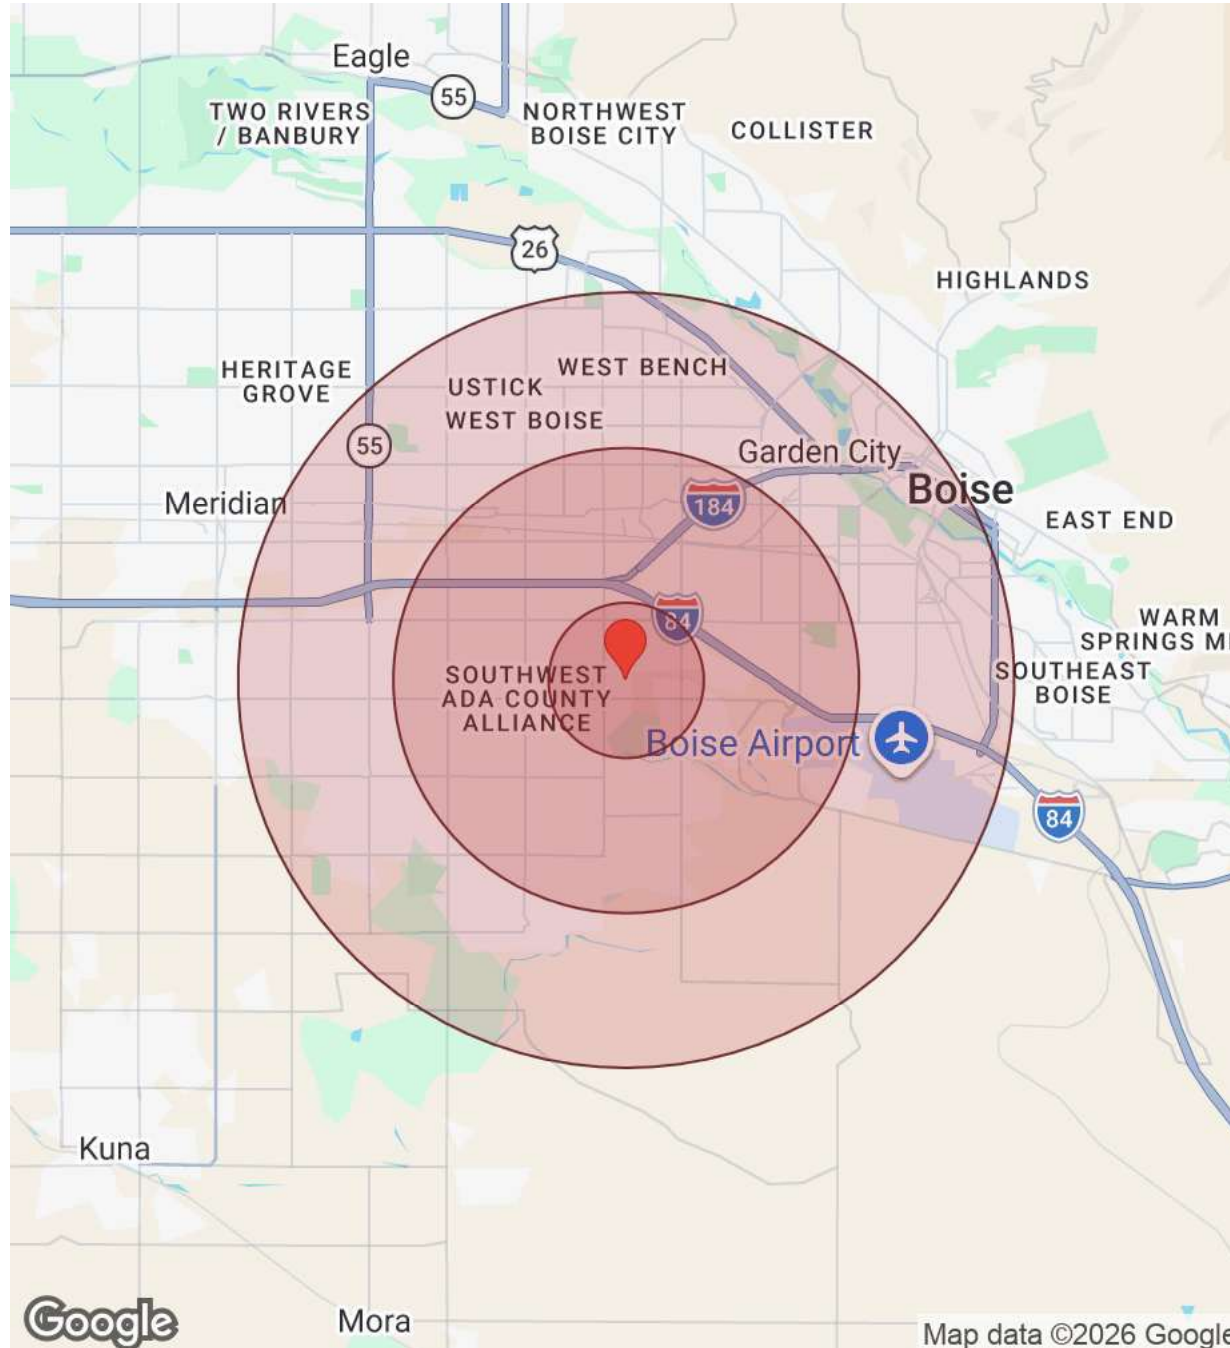 Eagle
55
TWO RIVERS
/ BANBURY
NORTHWEST
BOISE CITY
COLLISTER
26
HIGHLANDS
HERITAGE
GROVE
USTICK
WEST BENCH
WEST BOISE
55
Garden City
Meridian
184
Boise
EAST END
84
WARM
SPRINGS M
SOUTHWEST
ADA COUNTY
ALLIANCE
SOUTHEAST
BOISE
Boise Airport
84
Kuna
Mora
Google
Map data ©2026 Google